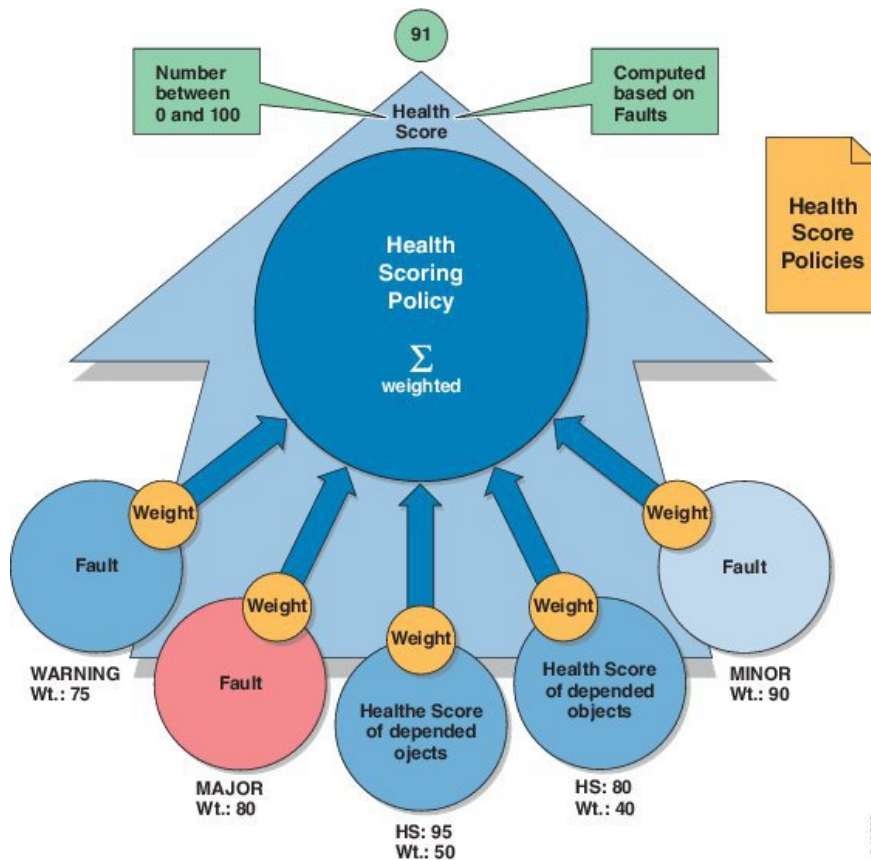 91
Number
between
0 and 100
Computed
based on
Faults
Health
Score
Health
Score
Policies
Health
Scoring
Policy
Σ
weighted
Weight
Fault
WARNING
Wt.: 75
Weight
Fault
MAJOR
Wt.: 80
Weight
Healthe Score
of depended
ojects
HS: 95
Wt.: 50
Weight
Health Score
of depended
objects
HS: 80
Wt.: 40
Weight
Fault
MINOR
Wt.: 90